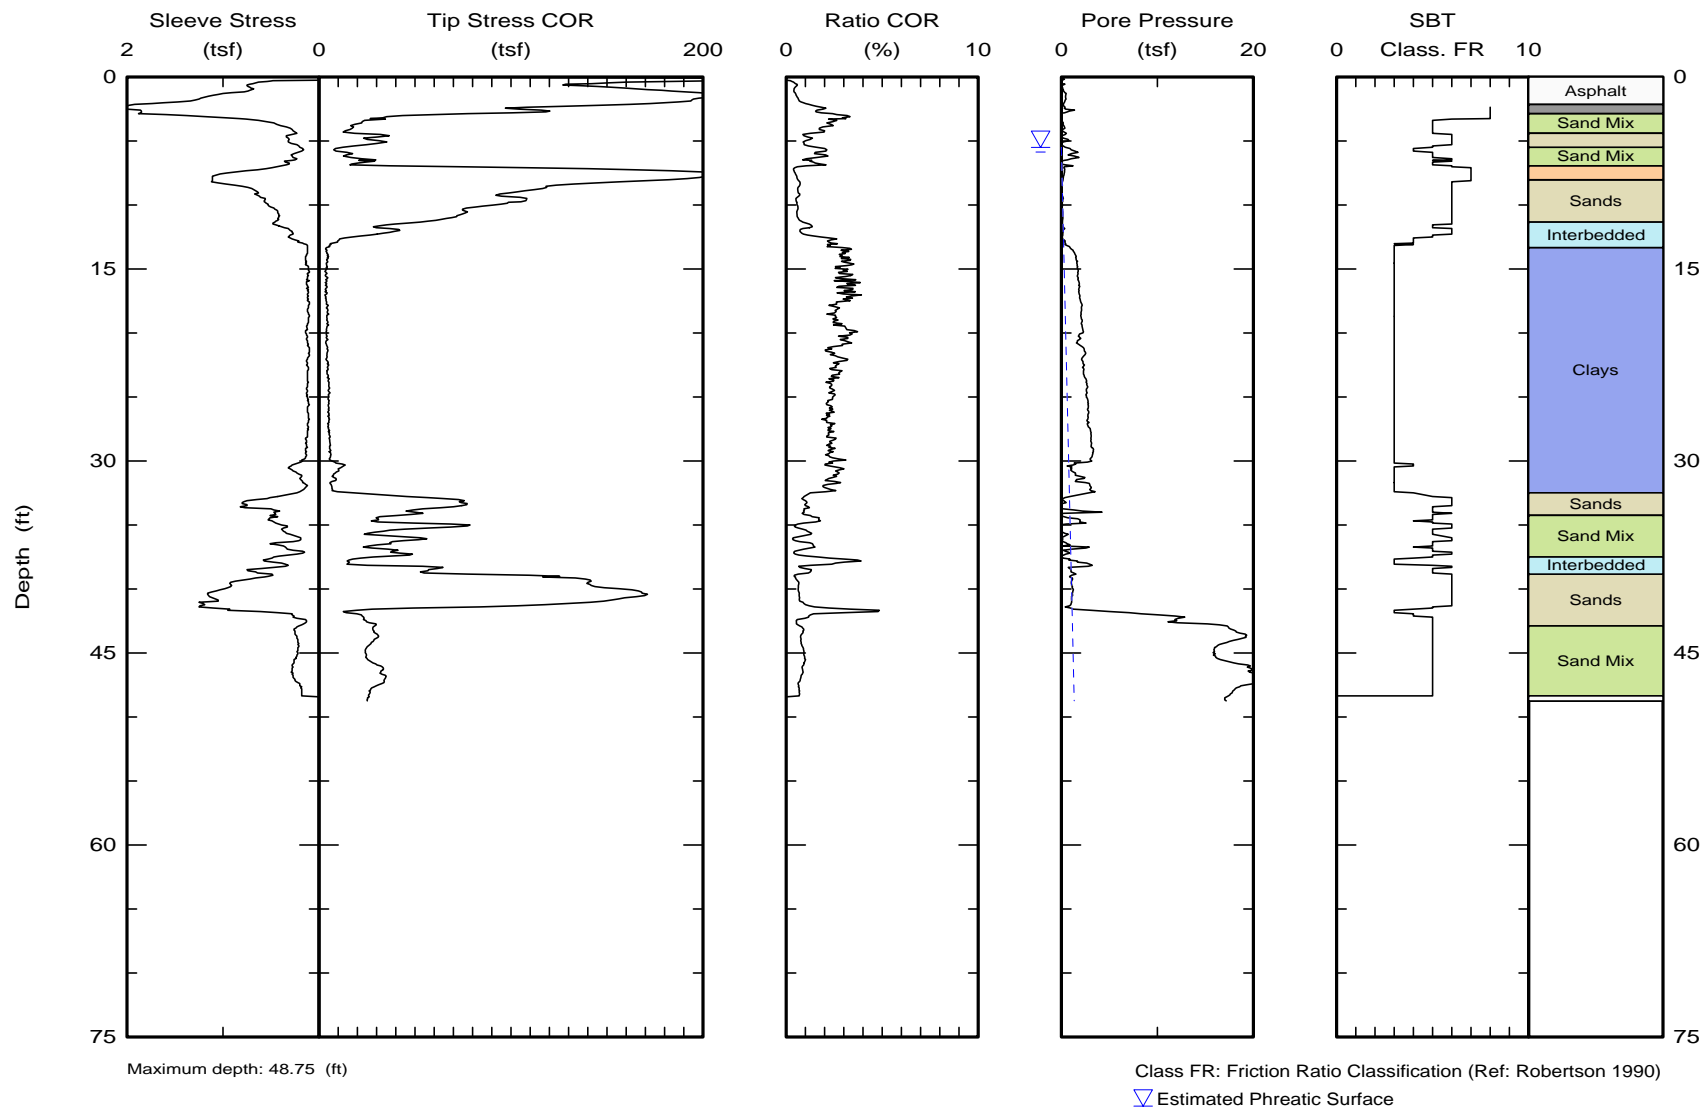 Sleeve Stress Tip Stress COR Ratio COR Pore Pressure SBT
(tsf) (tsf) (%) (tsf) Class. FR
2 0 200 0 10 0 20 0 10
0 0
Asphalt
Sand Mix
Sand Mix
Sands
Interbedded
15 15
Clays
30 30
Sands
Sand Mix
Interbedded
Sands
45 45
Sand Mix
60 60
75 75
Depth (ft)
Maximum depth: 48.75 (ft)
Class FR: Friction Ratio Classification (Ref: Robertson 1990)
Estimated Phreatic Surface